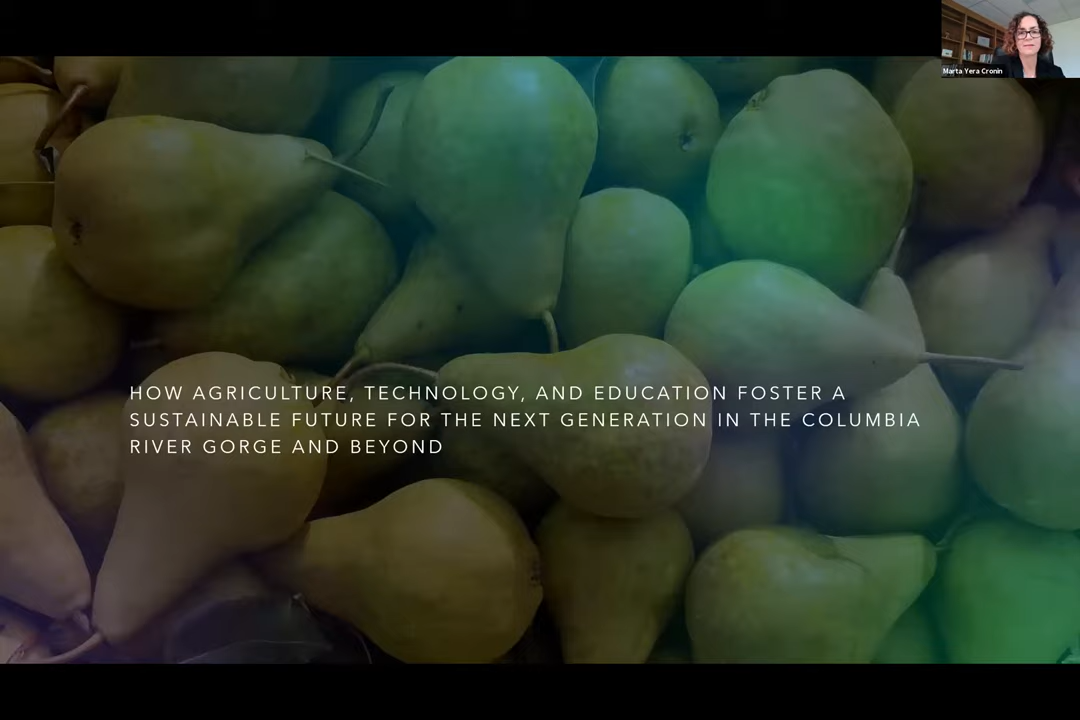 Marta Yera Cronin
HOW AGRICULTURE, TECHNOLOGY, AND EDUCATION FOSTER A
SUSTAINABLE FUTURE FOR THE NEXT GENERATION IN THE COLUMBIA
RIVER GORGE AND BEYOND